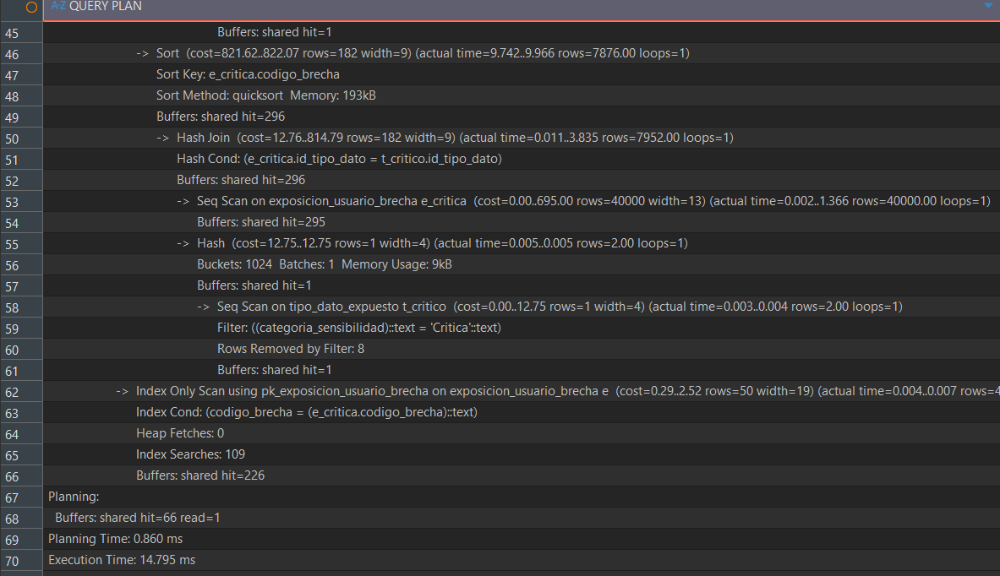 A-Z QUERY PLAN
45 Buffers: shared hit=1
46 -> Sort (cost=821.62..822.07 rows=182 width=9) (actual time=9.742..9.966 rows=7876.00 loops=1)
47 Sort Key: e_critica.codigo_brecha
48 Sort Method: quicksort Memory: 193kB
49 Buffers: shared hit=296
50 -> Hash Join (cost=12.76..814.79 rows=182 width=9) (actual time=0.011..3.835 rows=7952.00 loops=1)
51 Hash Cond: (e_critica.id_tipo_dato = t_critico.id_tipo_dato)
52 Buffers: shared hit=296
53 -> Seq Scan on exposicion_usuario_brecha e_critica (cost=0.00..695.00 rows=40000 width=13) (actual time=0.002..1.366 rows=40000.00 loops=1)
54 Buffers: shared hit=295
55 -> Hash (cost=12.75..12.75 rows=1 width=4) (actual time=0.005..0.005 rows=2.00 loops=1)
56 Buckets: 1024 Batches: 1 Memory Usage: 9kB
57 Buffers: shared hit=1
58 -> Seq Scan on tipo_dato_expuesto t_critico (cost=0.00..12.75 rows=1 width=4) (actual time=0.003..0.004 rows=2.00 loops=1)
59 Filter: ((categoria_sensibilidad)::text = 'Critica'::text)
60 Rows Removed by Filter: 8
61 Buffers: shared hit=1
62 -> Index Only Scan using pk_exposicion_usuario_brecha on exposicion_usuario_brecha e (cost=0.29..2.52 rows=50 width=19) (actual time=0.004..0.007 rows=4
63 Index Cond: (codigo_brecha = (e_critica.codigo_brecha)::text)
64 Heap Fetches: 0
65 Index Searches: 109
66 Buffers: shared hit=226
67 Planning:
68 Buffers: shared hit=66 read=1
69 Planning Time: 0.860 ms
70 Execution Time: 14.795 ms